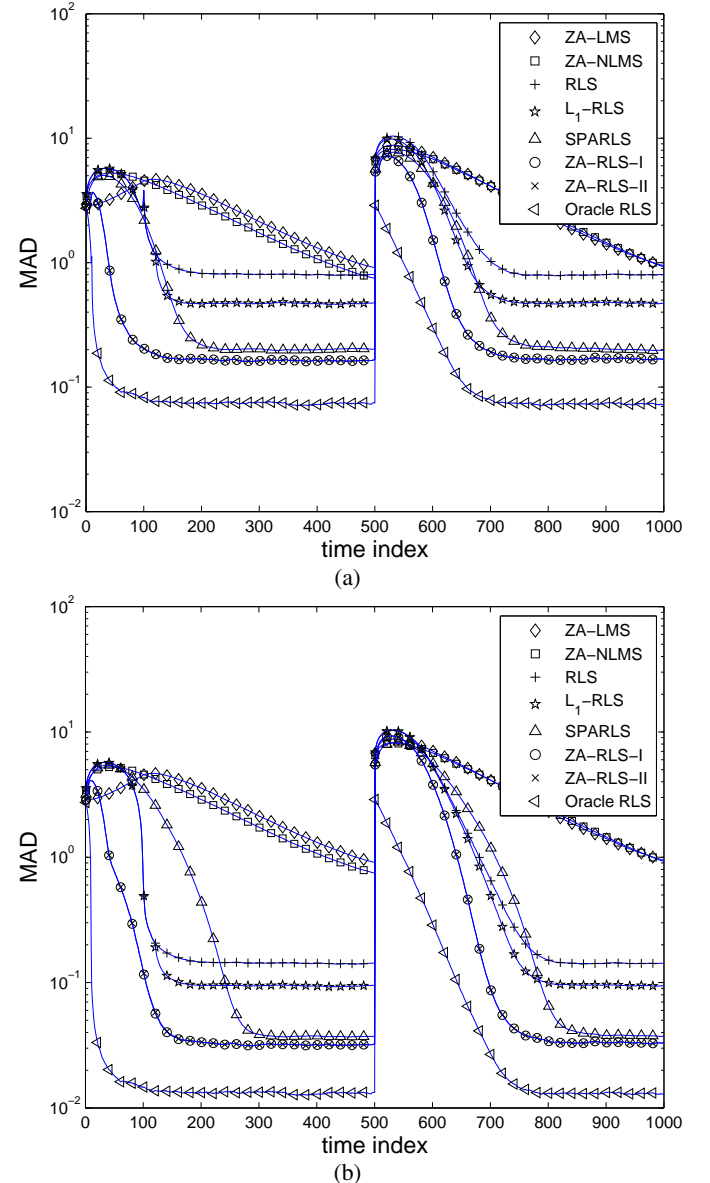 10^2
ZA−LMS
ZA−NLMS
RLS
L_1−RLS
SPARLS
ZA−RLS−I
ZA−RLS−II
Oracle RLS
10^1
10^0
10^−1
10^−2
MAD
0 100 200 300 400 500 600 700 800 900 1000
time index
(a)
10^2
ZA−LMS
ZA−NLMS
RLS
L_1−RLS
SPARLS
ZA−RLS−I
ZA−RLS−II
Oracle RLS
10^1
10^0
10^−1
10^−2
MAD
0 100 200 300 400 500 600 700 800 900 1000
time index
(b)